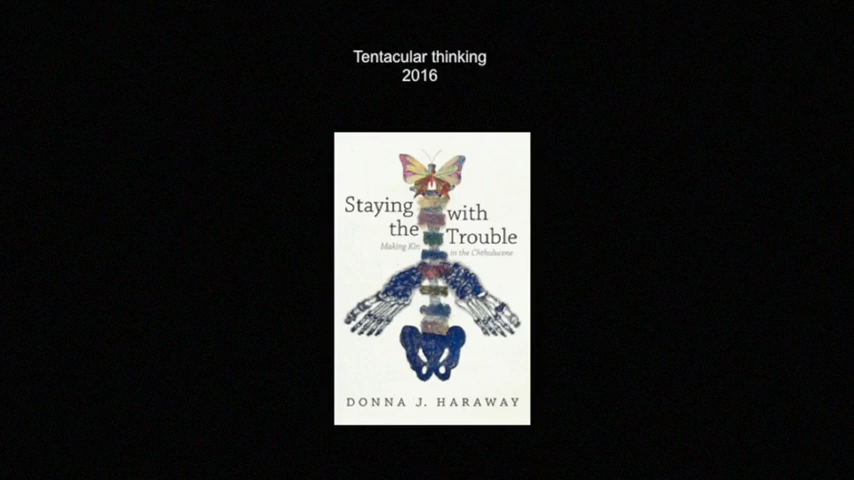 Tentacular thinking
2016
Staying with
the Trouble
Making Kin in the Chthulucene
DONNA J. HARAWAY